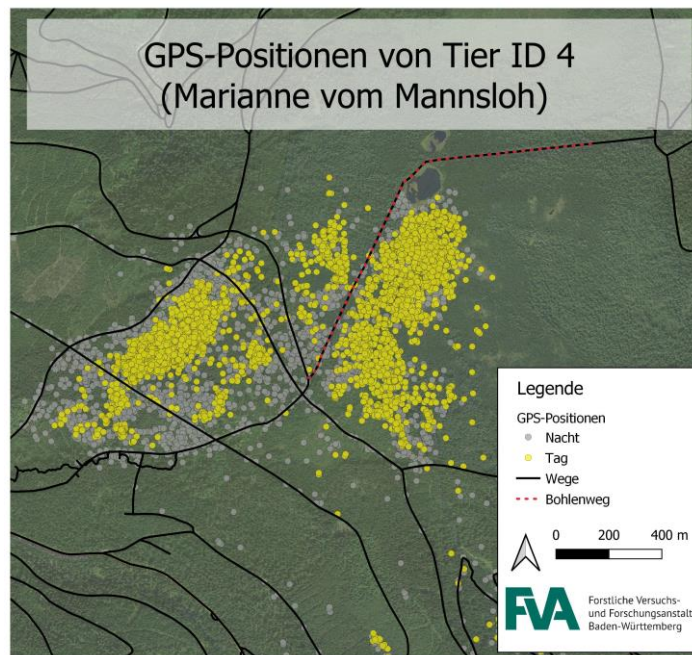 GPS-Positionen von Tier ID 4
(Marianne vom Mannsloh)
Legende
GPS-Positionen
Nacht
Tag
Wege
Bohlenweg
0 200 400 m
FVA
Forstliche Versuchs-
und Forschungsanstalt
Baden-Württemberg